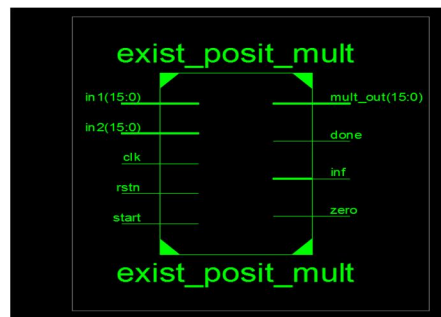 exist_posit_mult
in1(15:0)
in2(15:0)
clk
rstn
start
mult_out(15:0)
done
inf
zero
exist_posit_mult